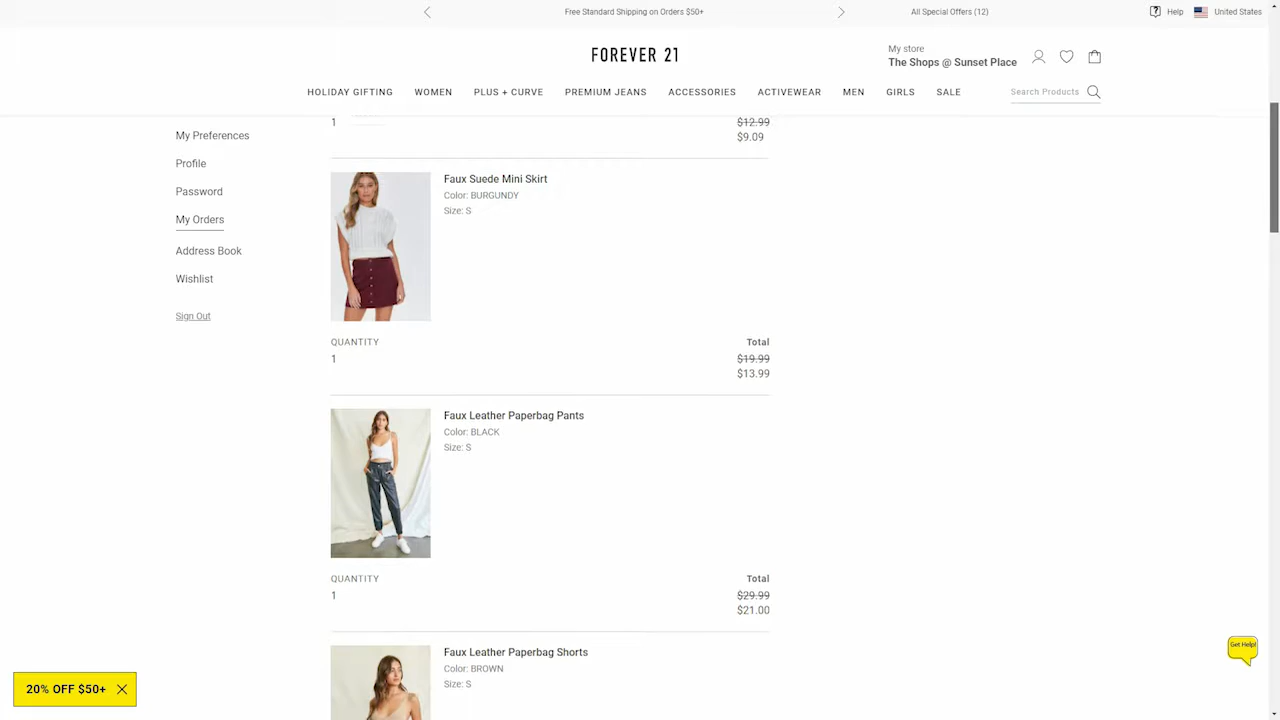 Free Standard Shipping on Orders $50+
All Special Offers (12)
Help
United States
FOREVER 21
My store
The Shops @ Sunset Place
HOLIDAY GIFTING WOMEN PLUS + CURVE PREMIUM JEANS ACCESSORIES ACTIVEWEAR MEN GIRLS SALE
Search Products
My Preferences
Profile
Password
My Orders
Address Book
Wishlist
Sign Out
1
$12.99
$9.09
Faux Suede Mini Skirt
Color: BURGUNDY
Size: S
QUANTITY Total
1 $19.99
$13.99
Faux Leather Paperbag Pants
Color: BLACK
Size: S
QUANTITY Total
1 $29.99
$21.00
Faux Leather Paperbag Shorts
Color: BROWN
Size: S
Get Help!
20% OFF $50+